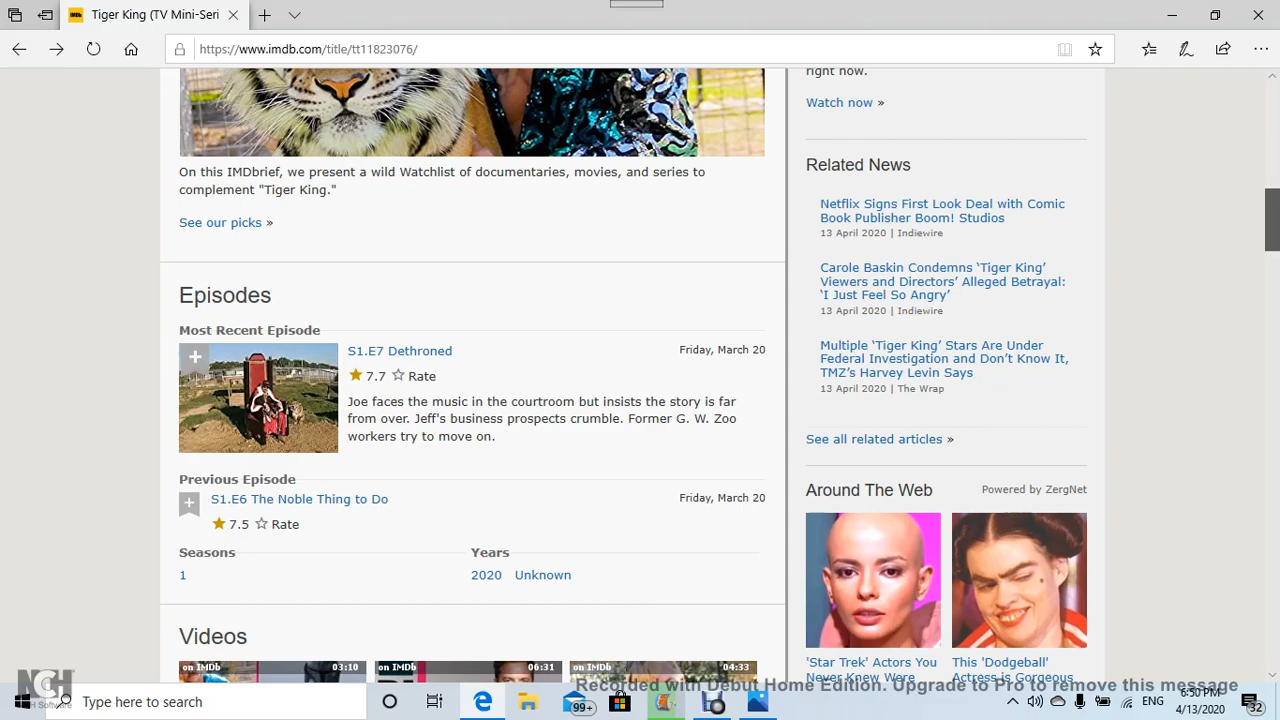 Tiger King (TV Mini-Seri
https://www.imdb.com/title/tt11823076/
right now.
Watch now »
On this IMDbrief, we present a wild Watchlist of documentaries, movies, and series to
complement "Tiger King."
See our picks »
Related News
Netflix Signs First Look Deal with Comic
Book Publisher Boom! Studios
13 April 2020 | Indiewire
Carole Baskin Condemns ‘Tiger King’
Viewers and Directors’ Alleged Betrayal:
‘I Just Feel So Angry’
13 April 2020 | Indiewire
Multiple ‘Tiger King’ Stars Are Under
Federal Investigation and Don’t Know It,
TMZ’s Harvey Levin Says
13 April 2020 | The Wrap
See all related articles »
Episodes
Most Recent Episode
S1.E7 Dethroned
Friday, March 20
7.7 Rate
Joe faces the music in the courtroom but insists the story is far
from over. Jeff's business prospects crumble. Former G. W. Zoo
workers try to move on.
Previous Episode
S1.E6 The Noble Thing to Do
Friday, March 20
7.5 Rate
Seasons
Years
1
2020 Unknown
Around The Web
Powered by ZergNet
'Star Trek' Actors You
Never Knew Were
This 'Dodgeball'
Actress is Gorgeous
Videos
on IMDb 03:10
on IMDb 06:31
on IMDb 04:33
Recorded with Debut Home Edition. Upgrade to Pro to remove this message
NCH Software
Type here to search
99+
ENG
6:50 PM
4/13/2020
32